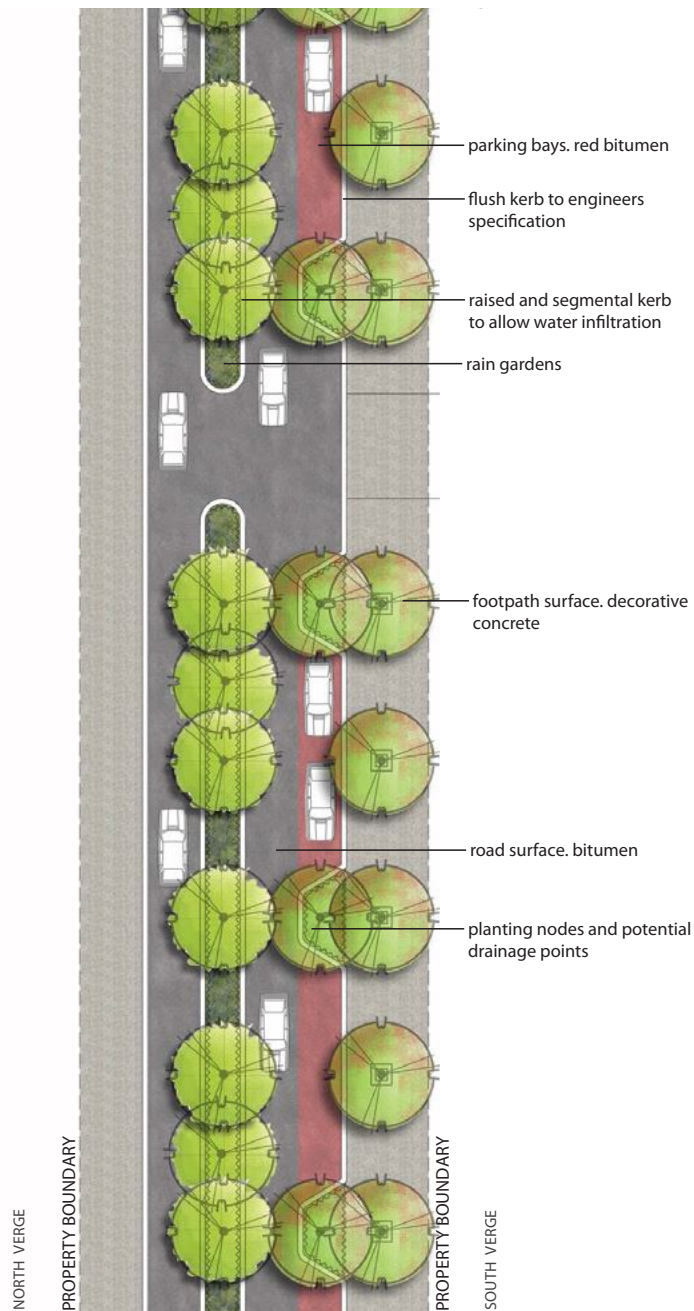 parking bays. red bitumen
flush kerb to engineers
specification
raised and segmental kerb
to allow water infiltration
rain gardens
footpath surface. decorative
concrete
road surface. bitumen
planting nodes and potential
drainage points
NORTH VERGE
PROPERTY BOUNDARY
PROPERTY BOUNDARY
SOUTH VERGE